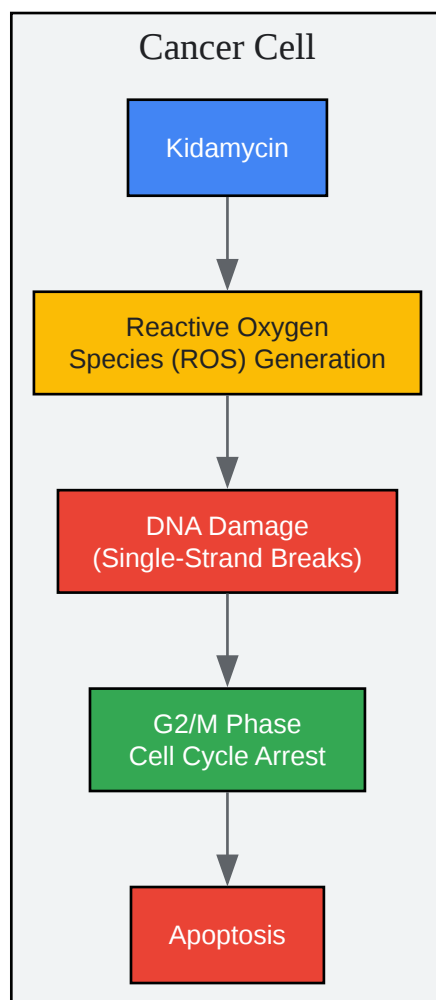 Cancer Cell
Kidamycin
Reactive Oxygen
Species (ROS) Generation
DNA Damage
(Single-Strand Breaks)
G2/M Phase
Cell Cycle Arrest
Apoptosis